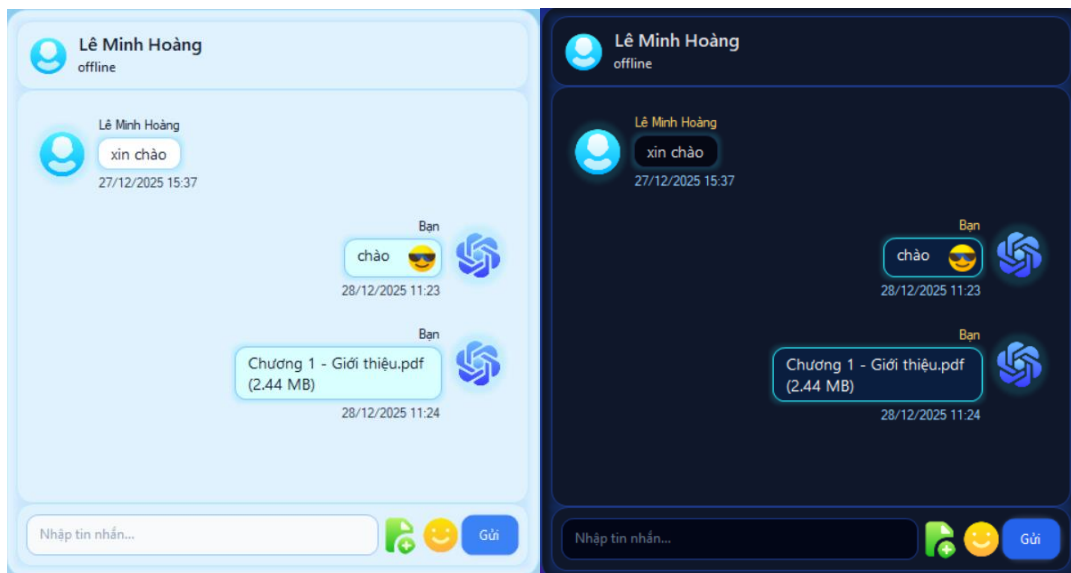 Lê Minh Hoàng
offline
Lê Minh Hoàng
xin chào
27/12/2025 15:37
Bạn
chào
28/12/2025 11:23
Bạn
Chương 1 - Giới thiệu.pdf
(2.44 MB)
28/12/2025 11:24
Nhập tin nhắn...
Gửi
Lê Minh Hoàng
offline
Lê Minh Hoàng
xin chào
27/12/2025 15:37
Bạn
chào
28/12/2025 11:23
Bạn
Chương 1 - Giới thiệu.pdf
(2.44 MB)
28/12/2025 11:24
Nhập tin nhắn...
Gửi